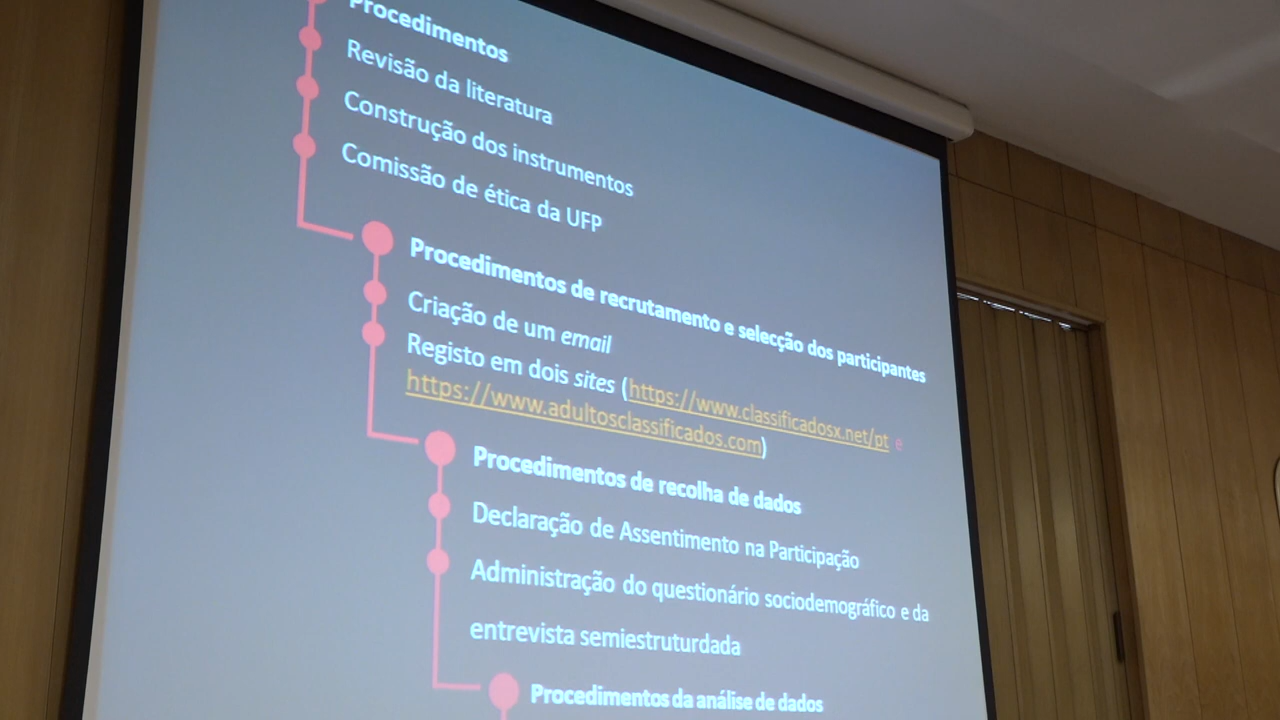 Procedimentos
Revisão da literatura
Construção dos instrumentos
Comissão de ética da UFP
Procedimentos de recrutamento e selecção dos participantes
Criação de um email
Registo em dois sites (https://www.classificadosx.net/pt e
https://www.adultosclassificados.com)
Procedimentos de recolha de dados
Declaração de Assentimento na Participação
Administração do questionário sociodemográfico e da
entrevista semiestruturdada
Procedimentos da análise de dados